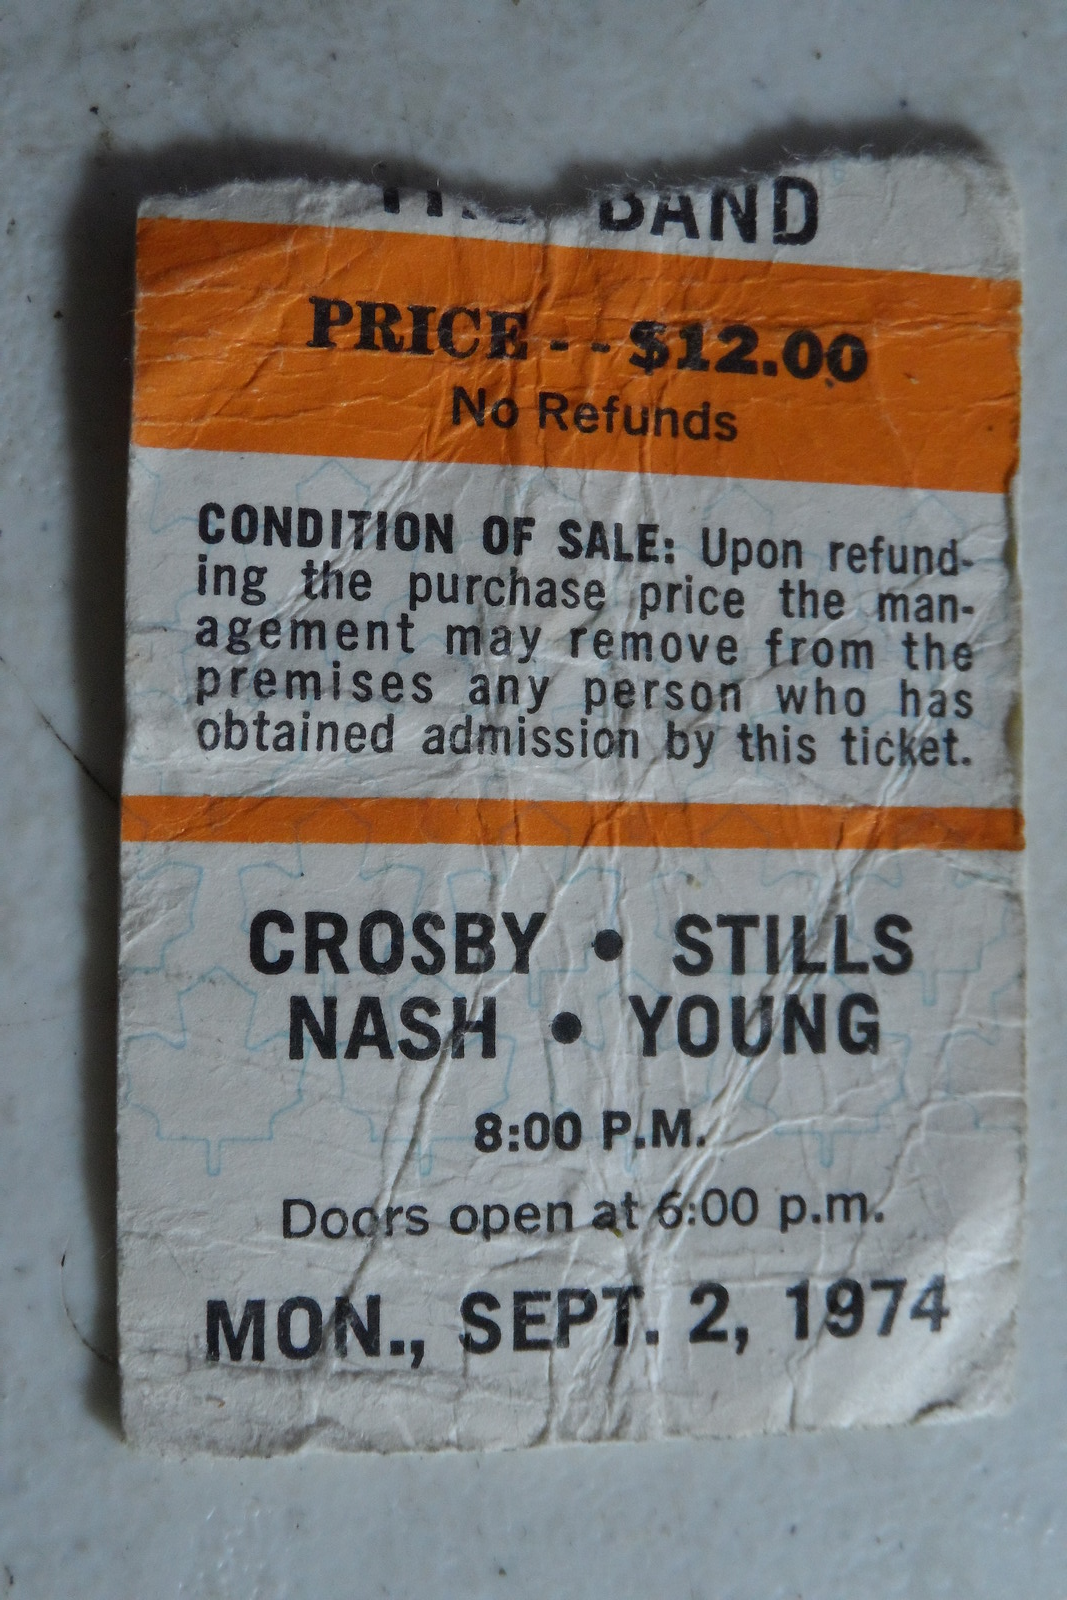 THE BAND
PRICE - - $12.00
No Refunds
CONDITION OF SALE: Upon refund-
ing the purchase price the man-
agement may remove from the
premises any person who has
obtained admission by this ticket.
CROSBY • STILLS
NASH • YOUNG
8:00 P.M.
Doors open at 6:00 p.m.
MON., SEPT. 2, 1974